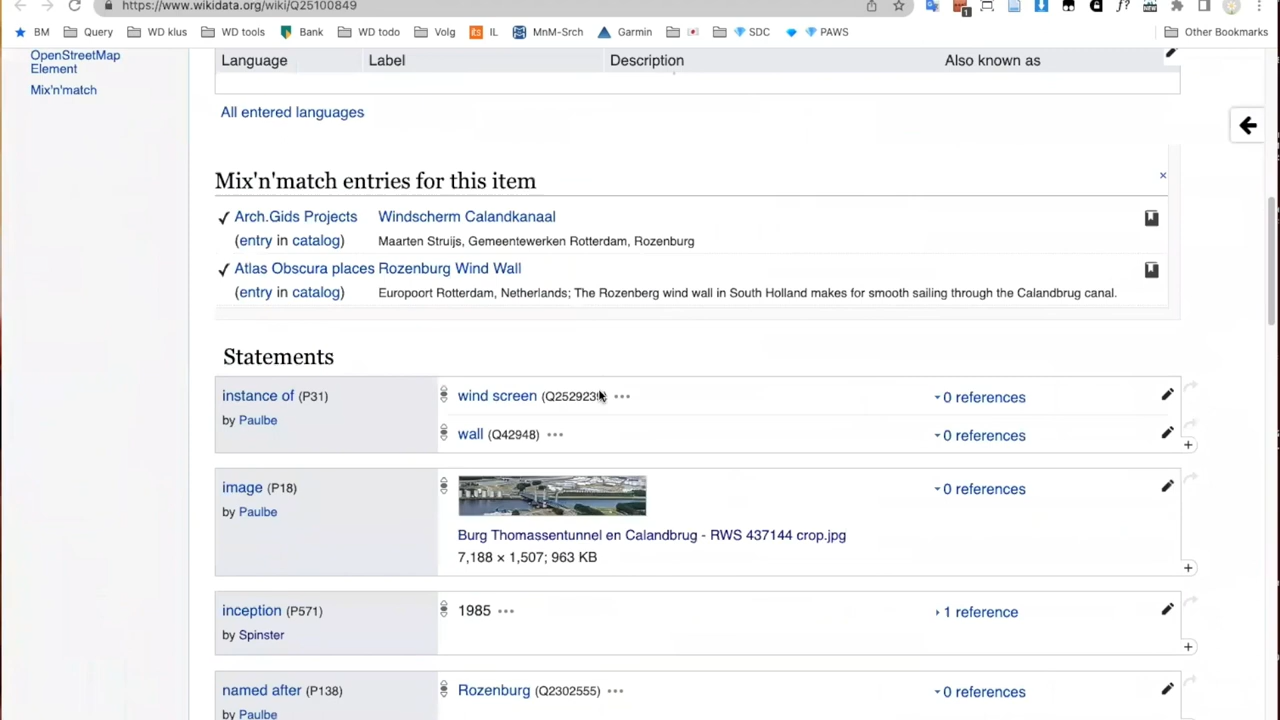 https://www.wikidata.org/wiki/Q25100849
1
BM Query WD klus WD tools Bank WD todo Volg IL MnM-Srch Garmin SDC PAWS Other Bookmarks
OpenStreetMap
Element
Mix'n'match
Language Label Description Also known as
All entered languages
Mix'n'match entries for this item
Arch.Gids Projects Windscherm Calandkanaal
(entry in catalog) Maarten Struijs, Gemeentewerken Rotterdam, Rozenburg
Atlas Obscura places Rozenburg Wind Wall
(entry in catalog) Europoort Rotterdam, Netherlands; The Rozenberg wind wall in South Holland makes for smooth sailing through the Calandbrug canal.
Statements
instance of (P31) wind screen 0 references
by Paulbe
wall (Q42948) 0 references
image (P18) 0 references
by Paulbe
Burg Thomassentunnel en Calandbrug - RWS 437144 crop.jpg
7,188 × 1,507; 963 KB
inception (P571) 1985 1 reference
by Spinster
named after (P138) Rozenburg (Q2302555) 0 references
by Paulbe